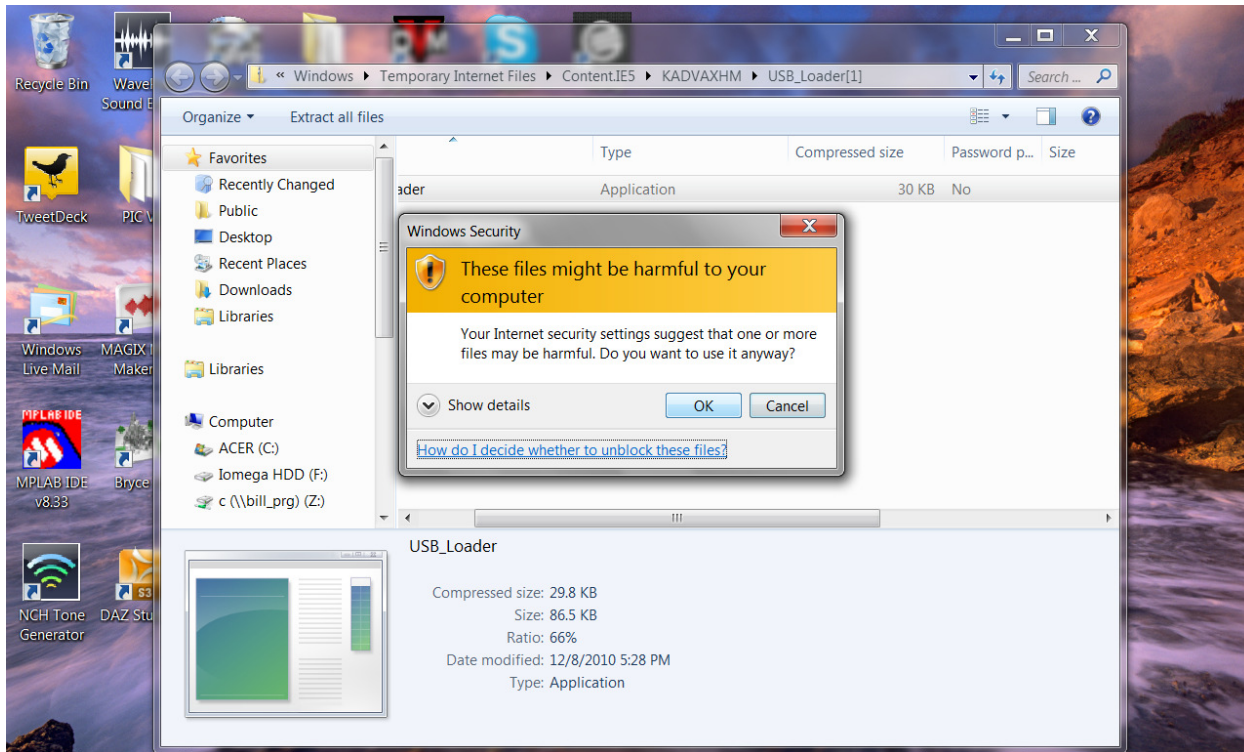 Recycle Bin
Sound
TweetDeck
PIC
Windows
Live Mail
MAGIX
Maker
MPLAB IDE
MPLAB IDE
v8.33
Bryce
NCH Tone
Generator
DAZ
S3
« Windows ▸ Temporary Internet Files ▸ Content.IE5 ▸ KADVAXHM ▸ USB_Loader[1]
Search ...
Organize Extract all files
Favorites
Recently Changed
Public
Desktop
Recent Places
Downloads
Libraries
Libraries
Computer
ACER (C:)
Iomega HDD (F:)
c (\\bill_prg) (Z:)
Type Compressed size Password p... Size
ader Application 30 KB No
Windows Security
These files might be harmful to your
computer
Your Internet security settings suggest that one or more
files may be harmful. Do you want to use it anyway?
Show details OK Cancel
How do I decide whether to unblock these files?
USB_Loader
Compressed size: 29.8 KB
Size: 86.5 KB
Ratio: 66%
Date modified: 12/8/2010 5:28 PM
Type: Application